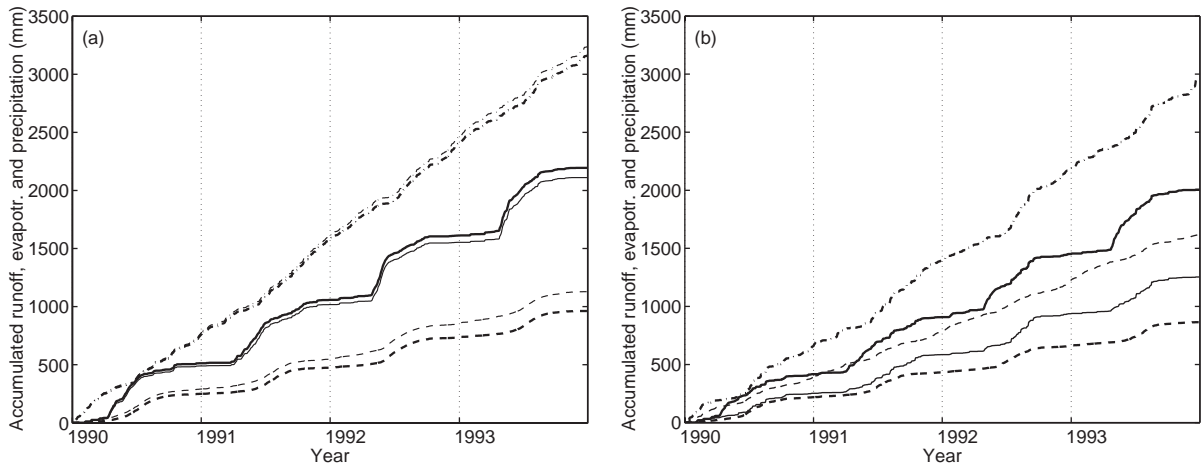 Accumulated runoff, evapotr. and precipitation (mm)
3500
3000
2500
2000
1500
1000
500
0
(a)
1990 1991 1992 1993
Year
Accumulated runoff, evapotr. and precipitation (mm)
3500
3000
2500
2000
1500
1000
500
0
(b)
1990 1991 1992 1993
Year